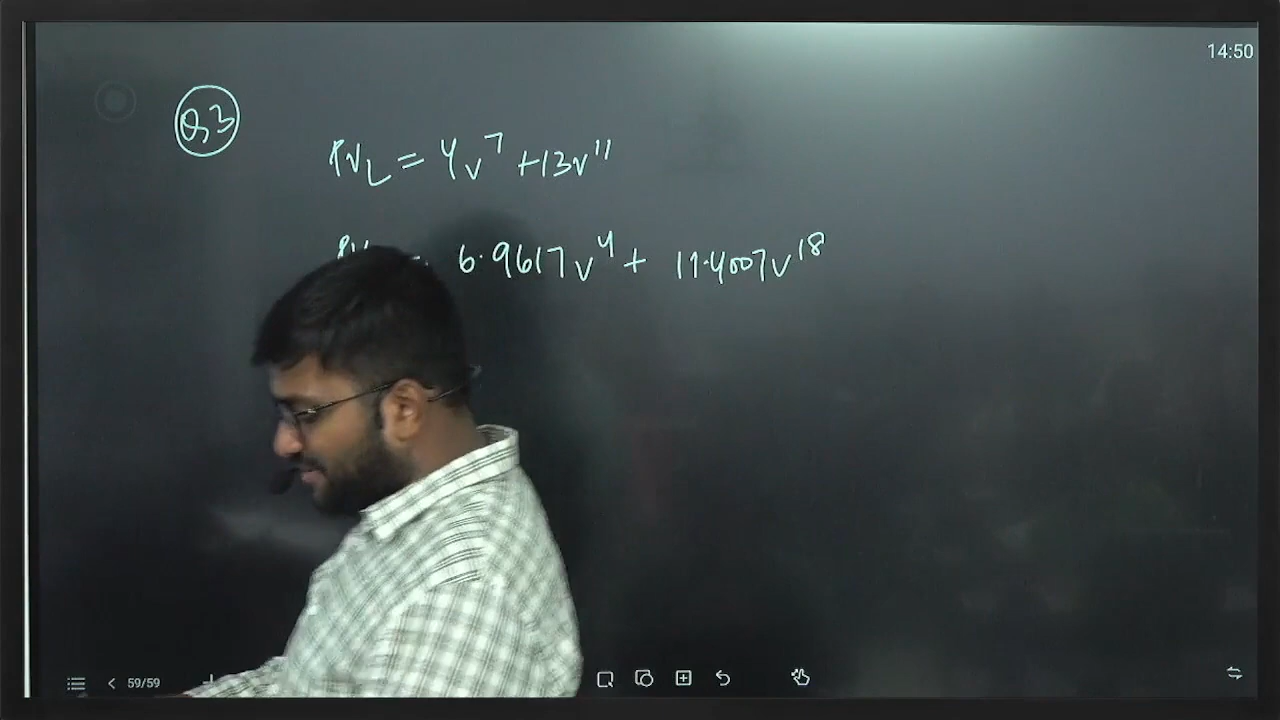 14:50
Q3
PV_L = 4v^7 + 13v^11
6.9617v^4 + 11.4007v^18
59/59